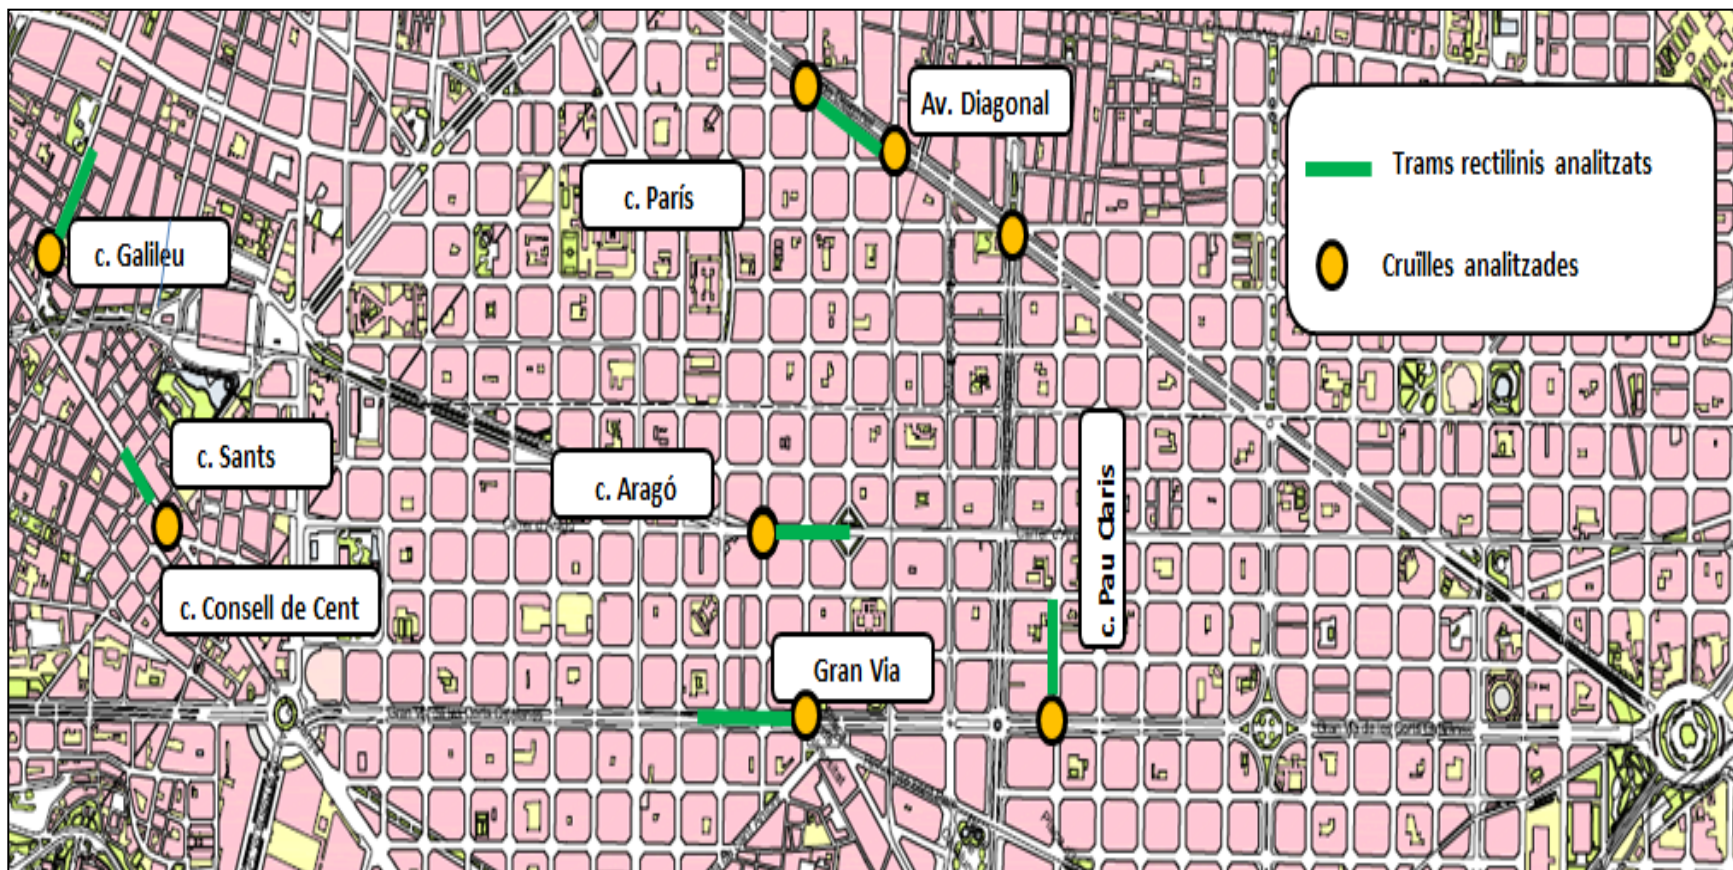 Av. Diagonal
c. París
c. Galileu
Trams rectilinis analitzats
Cruïlles analitzades
c. Sants
c. Aragó
c. Pau Claris
c. Consell de Cent
Gran Via